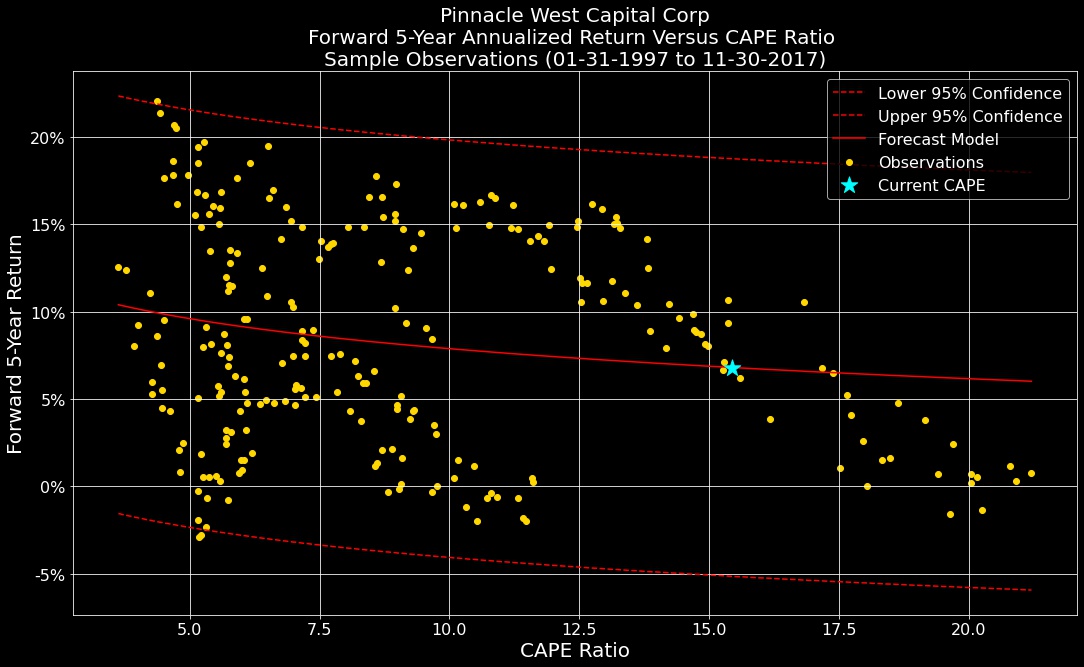 Pinnacle West Capital Corp
Forward 5-Year Annualized Return Versus CAPE Ratio
Sample Observations (01-31-1997 to 11-30-2017)
Lower 95% Confidence
Upper 95% Confidence
Forecast Model
Observations
Current CAPE
Forward 5-Year Return
20%
15%
10%
5%
0%
-5%
5.0 7.5 10.0 12.5 15.0 17.5 20.0
CAPE Ratio